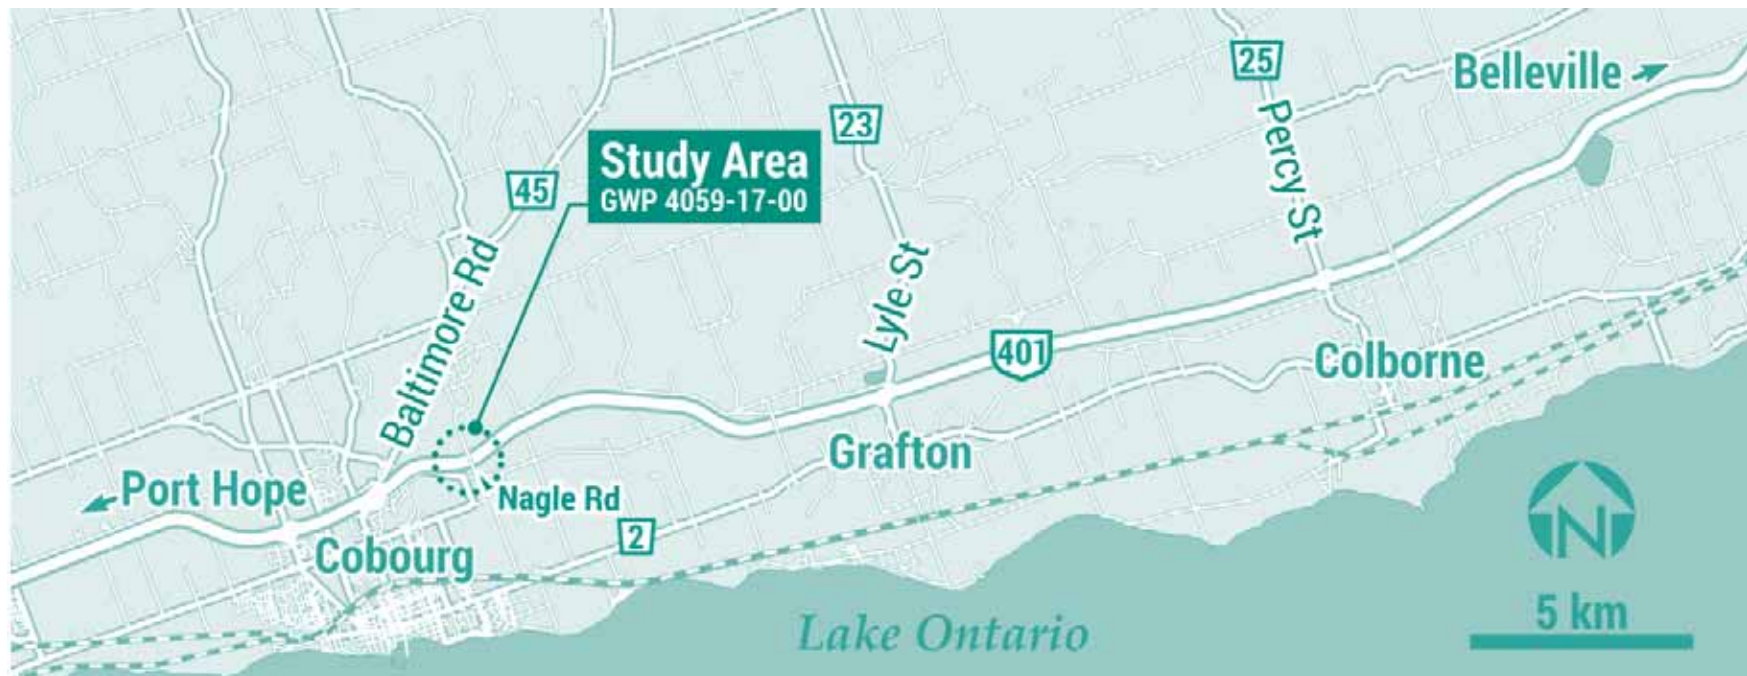 25
Belleville
23
Study Area
GWP 4059-17-00
45
Percy St
Baltimore Rd
Lyle St
401
Colborne
Grafton
Port Hope
Nagle Rd
2
Cobourg
N
5 km
Lake Ontario